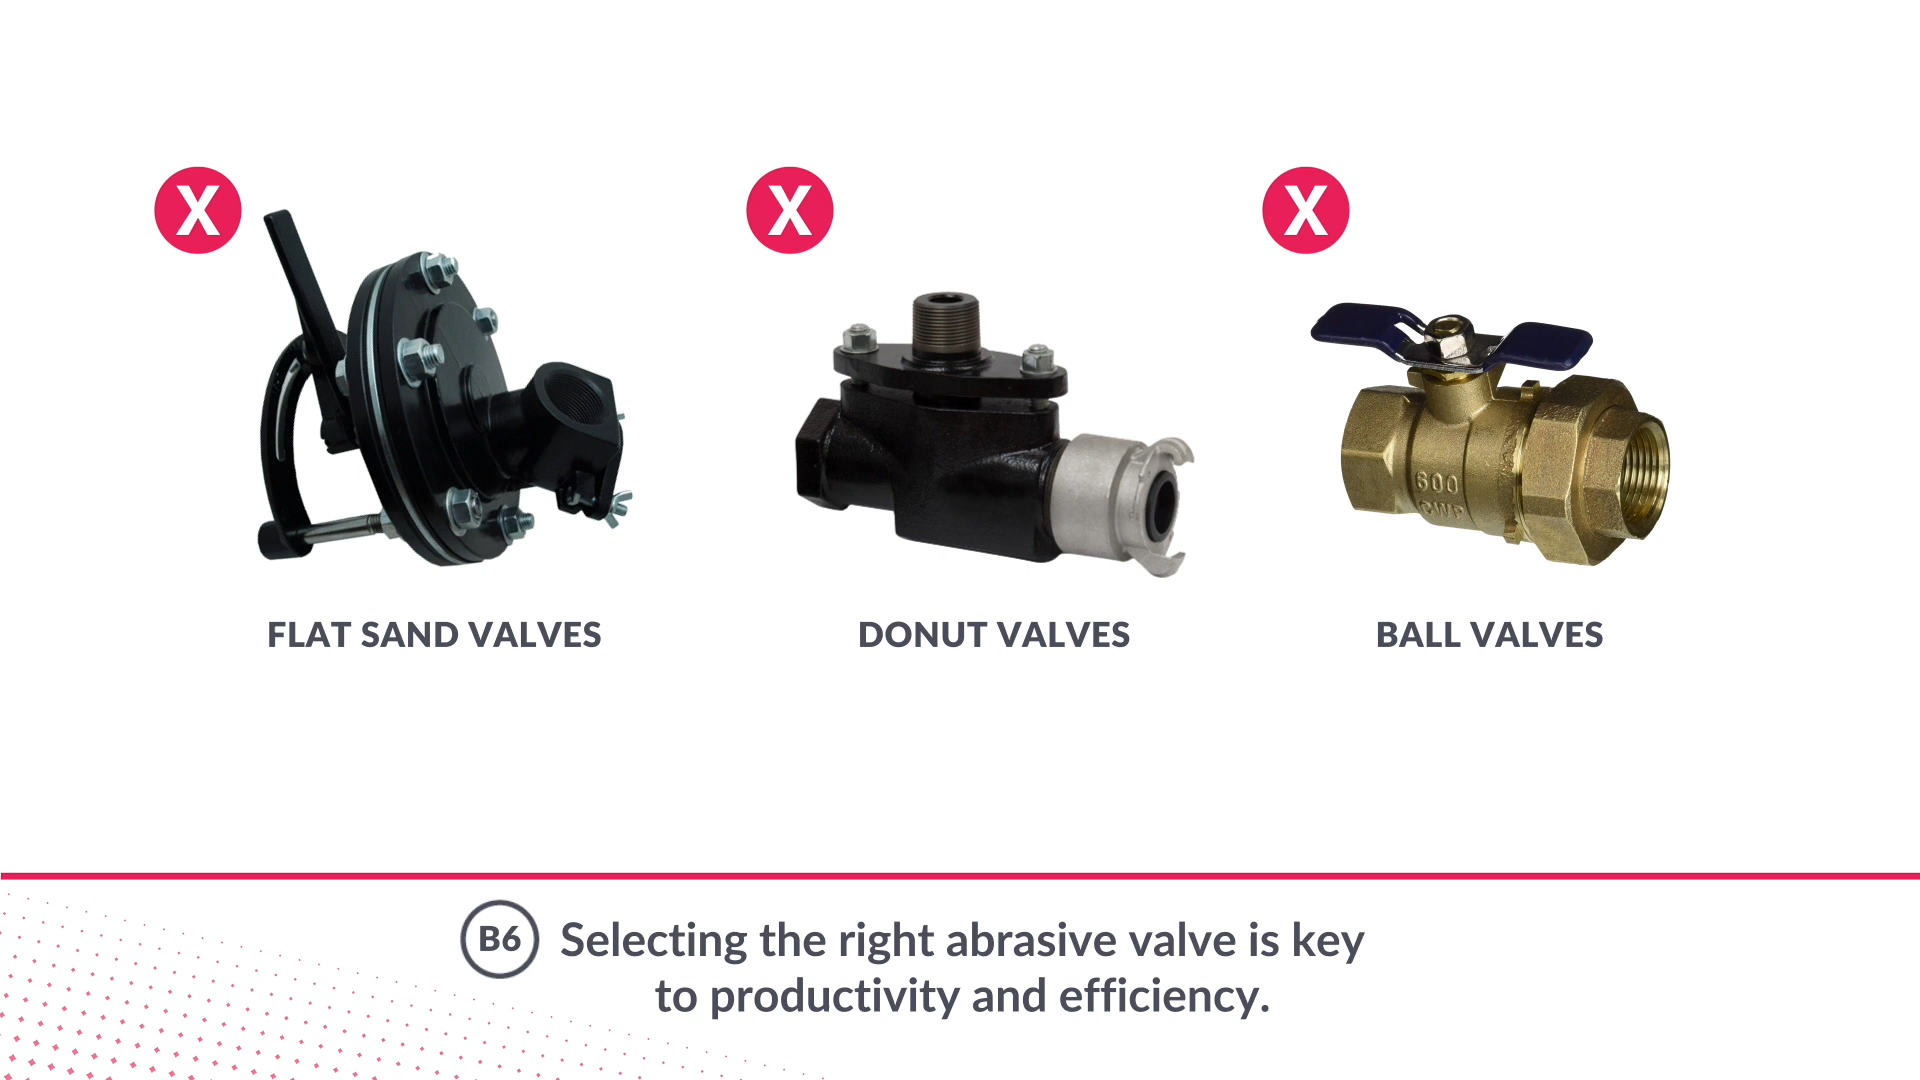 X
X
X
600
CWP
FLAT SAND VALVES
DONUT VALVES
BALL VALVES
B6
Selecting the right abrasive valve is key
to productivity and efficiency.